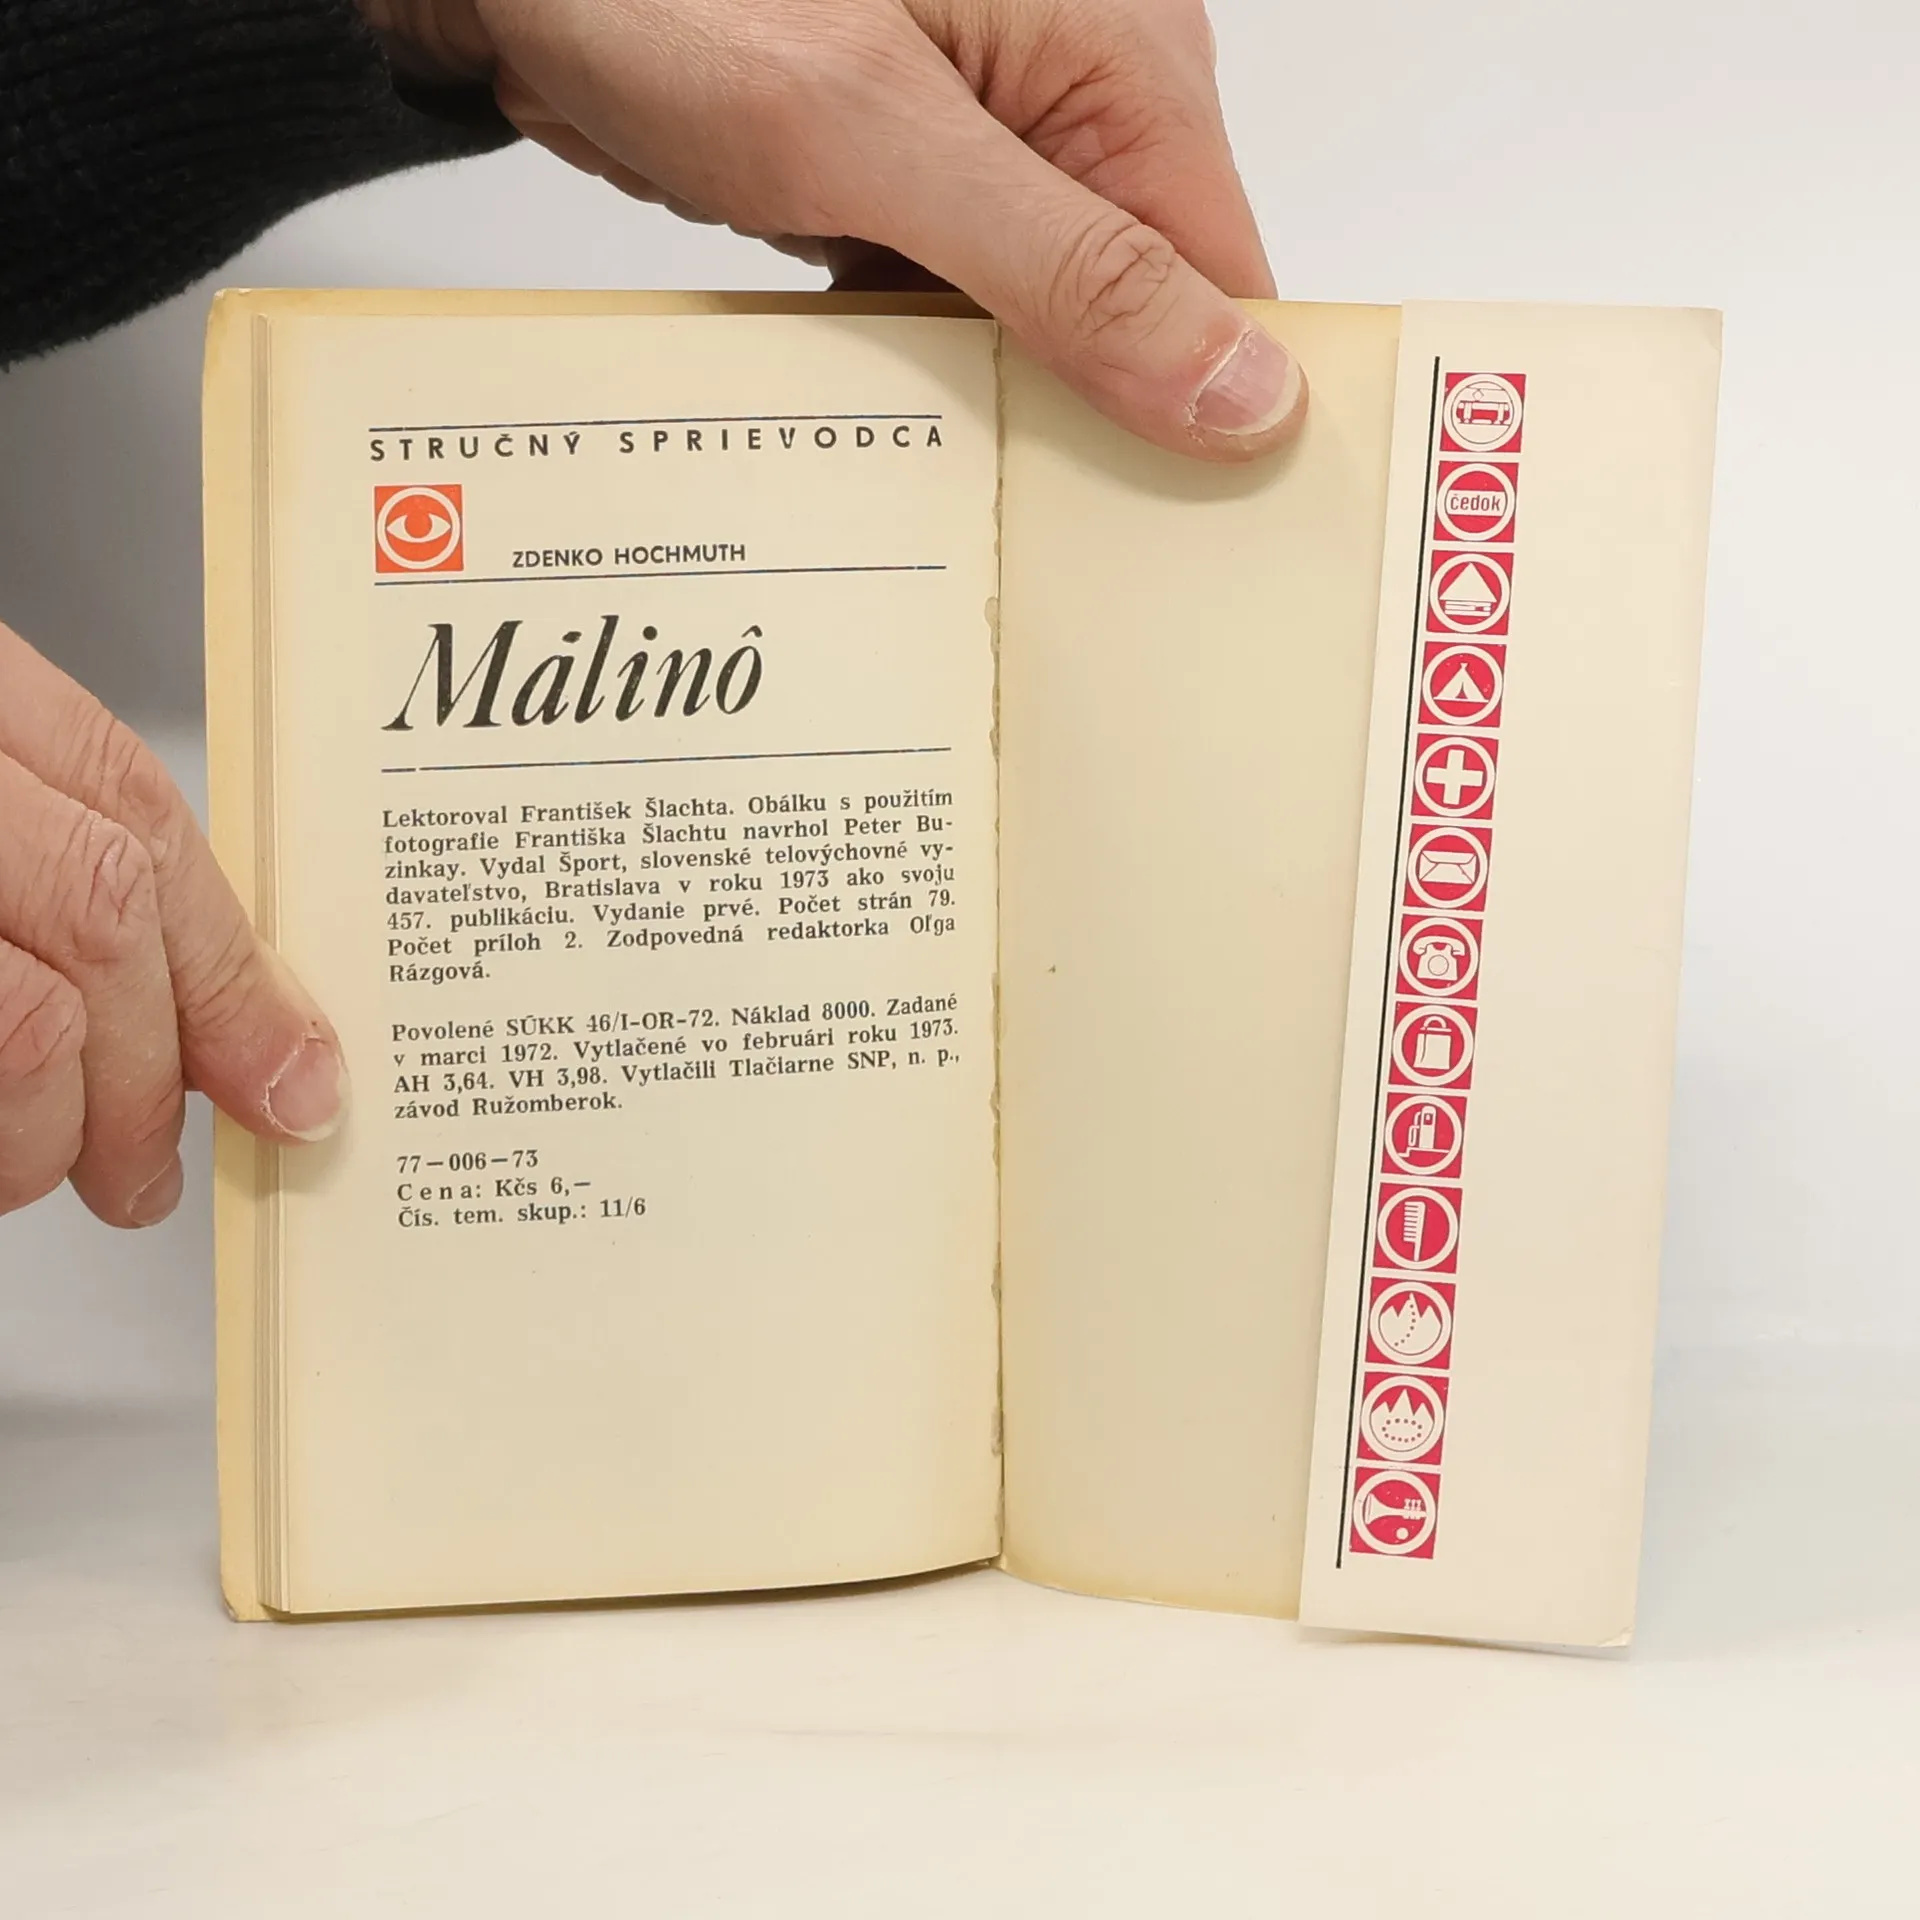 STRUČNÝ SPRIEVODCA
ZDENKO HOCHMUTH
Málinô
Lektoroval František Šlachta. Obálku s použitím
fotografie Františka Šlachtu navrhol Peter Bu-
zinkay. Vydal Šport, slovenské telovýchovné vy-
davateľstvo, Bratislava v roku 1973 ako svoju
457. publikáciu. Vydanie prvé. Počet strán 79.
Počet príloh 2. Zodpovedná redaktorka Oľga
Rázgová.
Povolené SÚKK 46/I-OR-72. Náklad 8000. Zadané
v marci 1972. Vytlačené vo februári roku 1973.
AH 3,64. VH 3,98. Vytlačili Tlačiarne SNP, n. p.,
závod Ružomberok.
77—006—73
Cena: Kčs 6,—
Čís. tem. skup.: 11/6
čedok